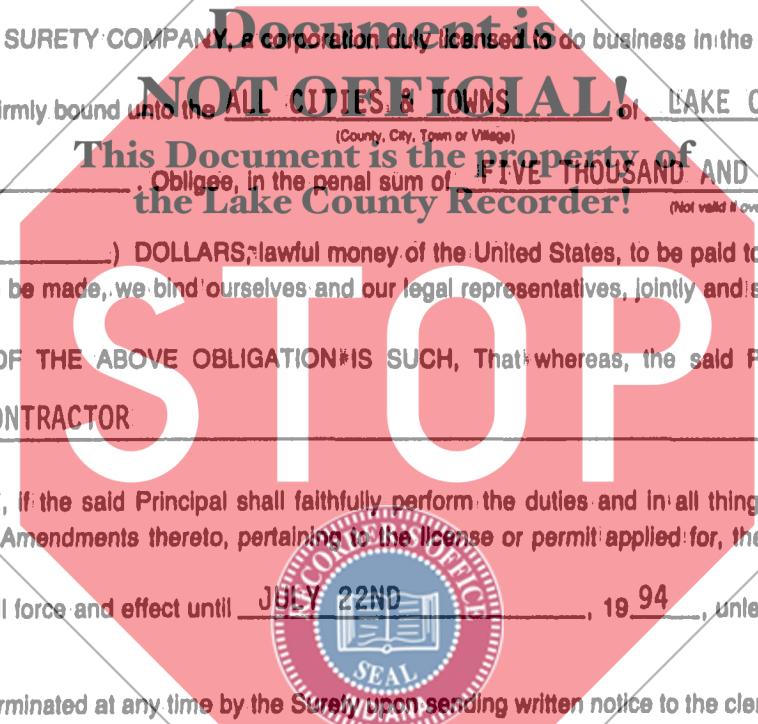 Document is
SURETY COMPANY, a corporation duly licensed to do business in the
NOT OFFICIAL!
irmly bound unto the ALL CITIES & TOWNS of LAKE C
(County, City, Town or Village)
This Document is the property of
, Obligee, in the penal sum of FIVE THOUSAND AND
the Lake County Recorder!
(Not valid if ove
) DOLLARS, lawful money of the United States, to be paid to
be made, we bind ourselves and our legal representatives, jointly and s
STOP
OF THE ABOVE OBLIGATION IS SUCH, That whereas, the said P
ONTRACTOR
, if the said Principal shall faithfully perform the duties and in all thing
Amendments thereto, pertaining to the license or permit applied for, the
RECORDER'S OFFICE
ll force and effect until JULY 22ND , 19 94 , unle
SEAL
rminated at any time by the Surety upon sending written notice to the cler